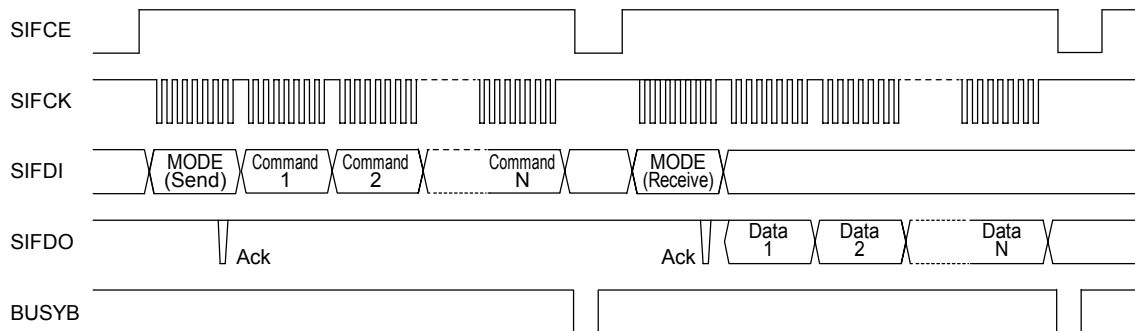 SIFCE
SIFCK
SIFDI
MODE
(Send)
Command
1
Command
2
Command
N
MODE
(Receive)
SIFDO
Ack
Ack
Data
1
Data
2
Data
N
BUSYB